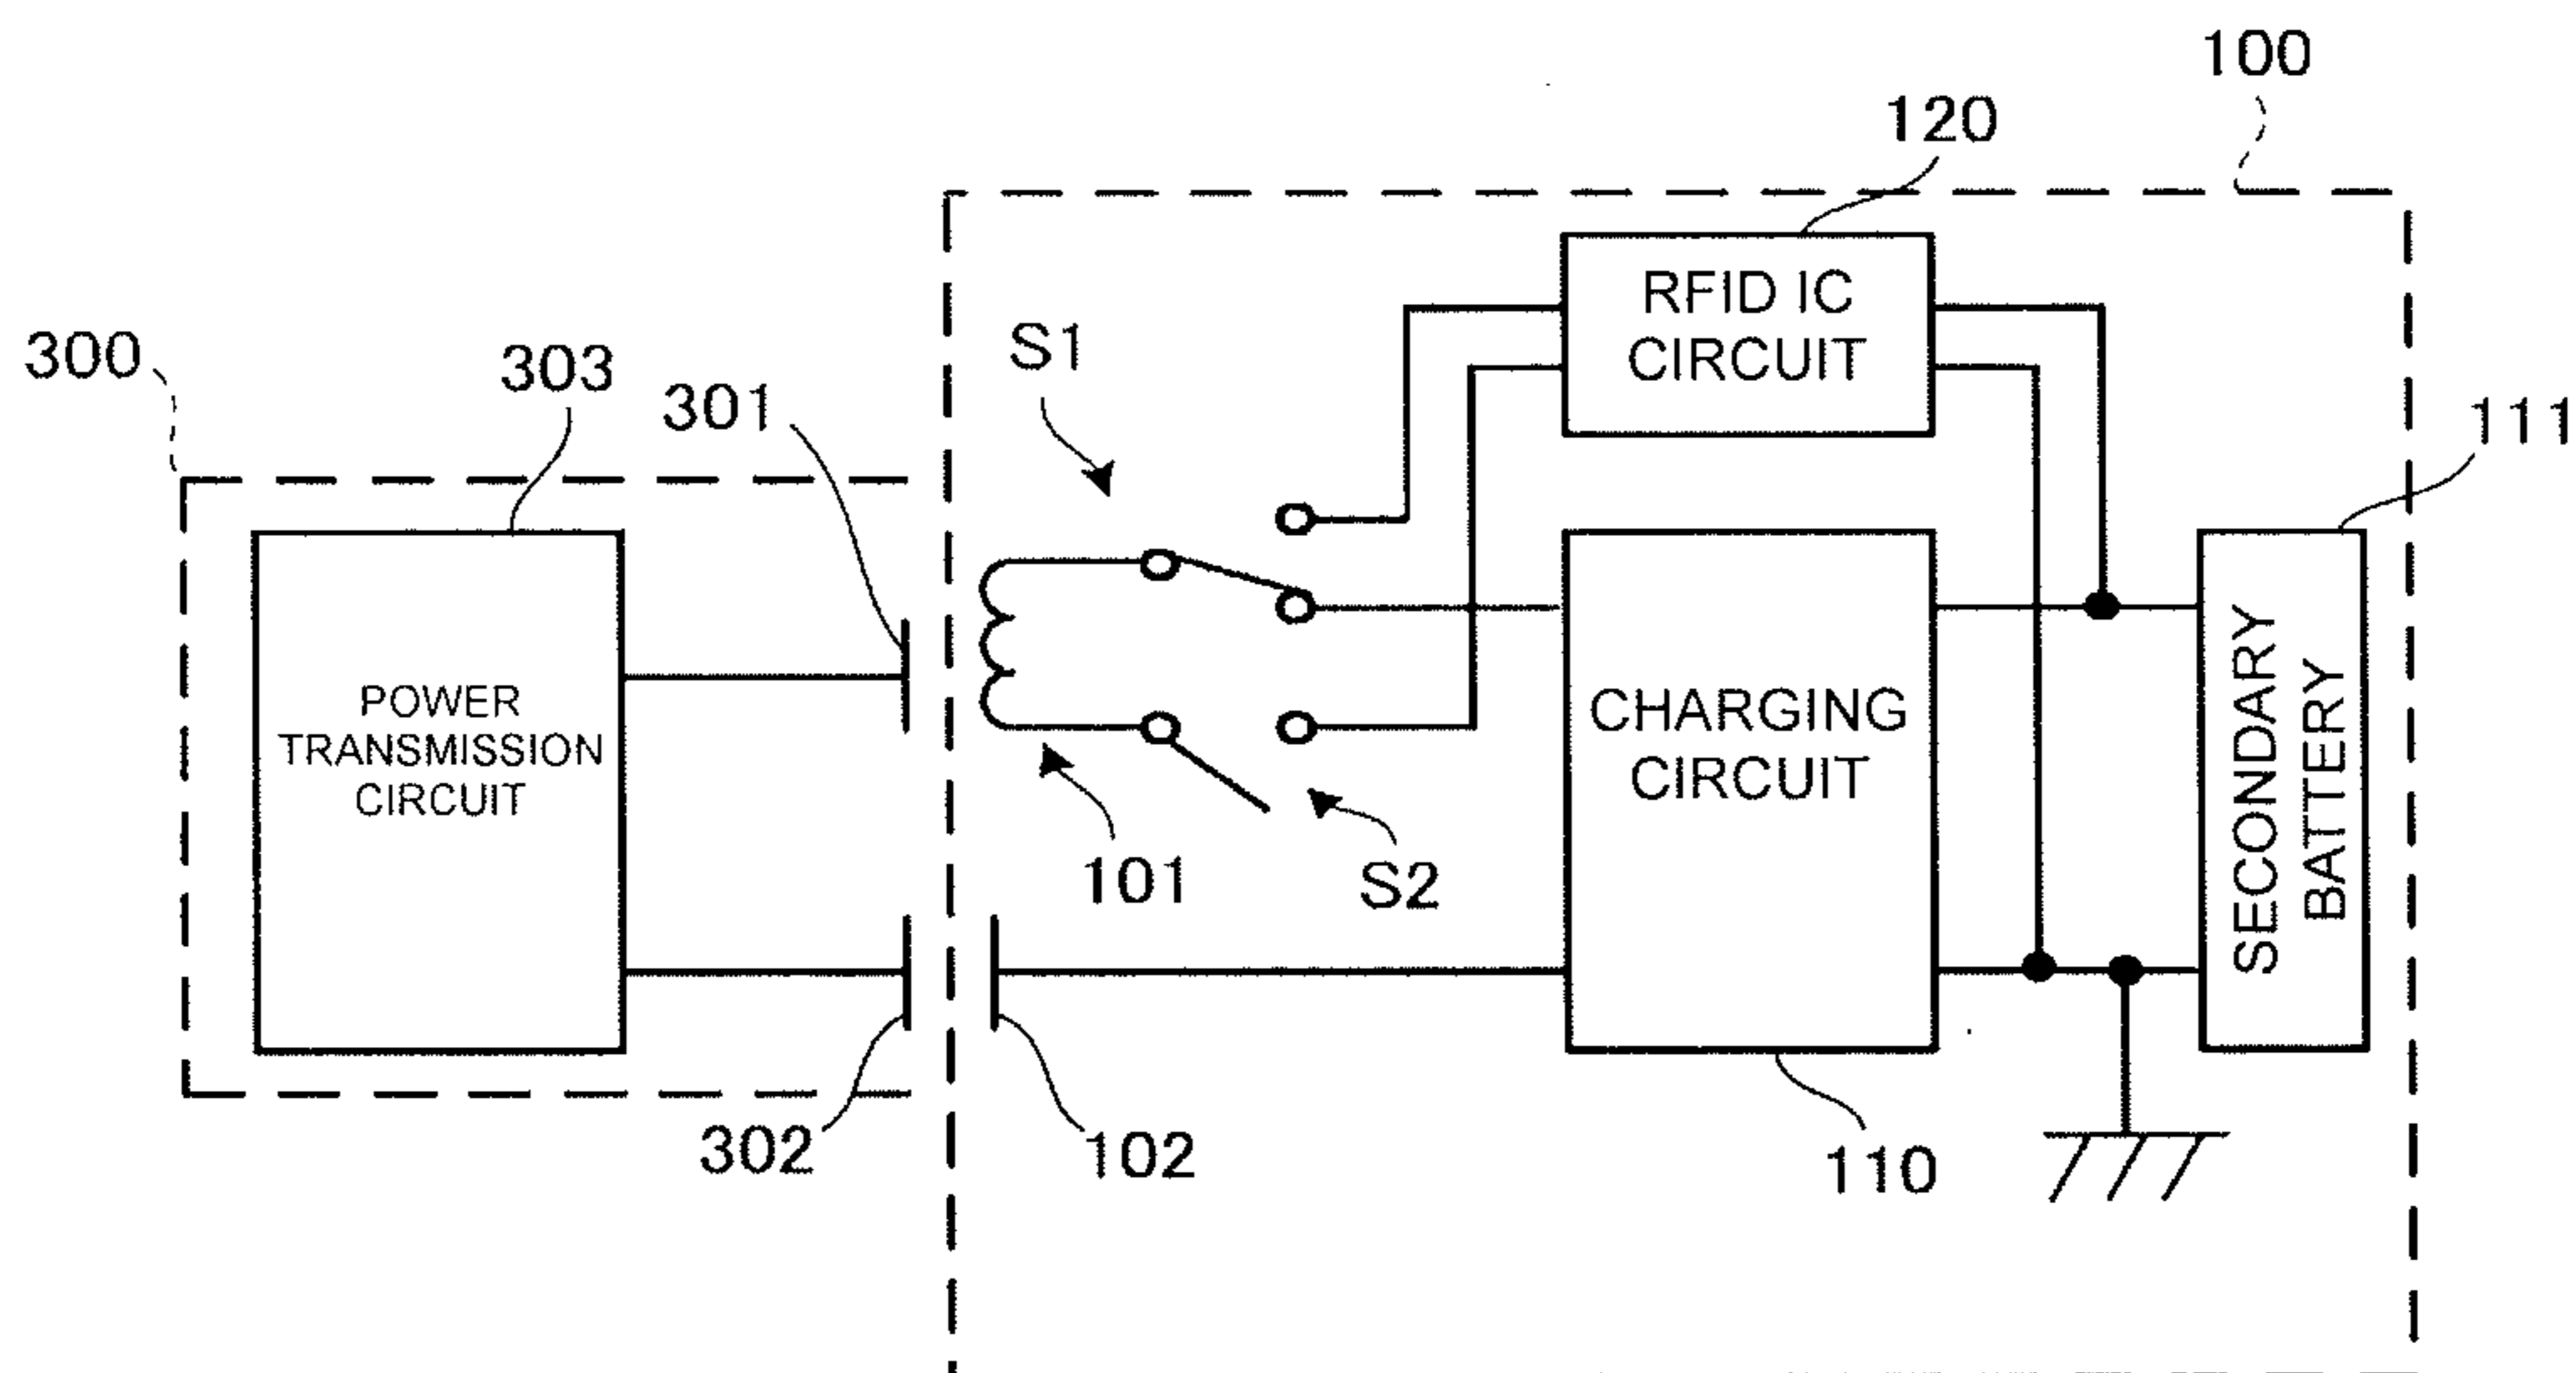 100
120
RFID IC
CIRCUIT
S1
300
303
301
111
POWER
TRANSMISSION
CIRCUIT
CHARGING
CIRCUIT
SECONDARY
BATTERY
101
S2
302
102
110